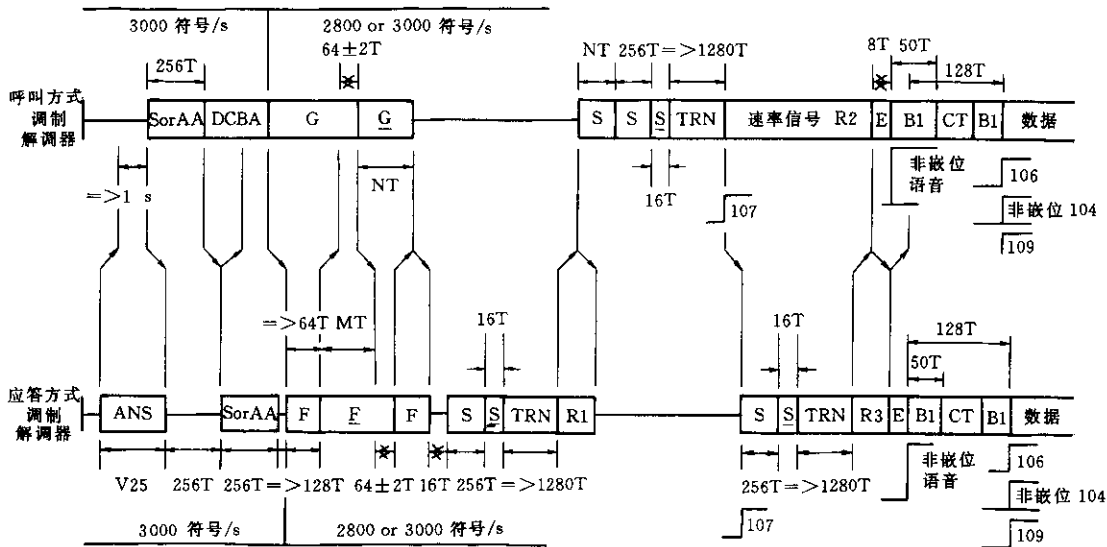 3000 符号/s
2800 or 3000 符号/s
64±2T
NT 256T=>1280T
8T 50T
256T
128T
呼叫方式
调制
解调器
SorAA DCBA G G S S S TRN 速率信号 R2 E B1 CT B1 数据
=>1 s
NT
16T
107
非嵌位
语音
106
非嵌位 104
109
=>64T MT
16T
16T
128T
50T
应答方式
调制
解调器
ANS SorAA F F F S S TRN R1 S S TRN R3 E B1 CT B1 数据
V25 256T 256T=>128T 64±2T 16T 256T=>1280T
256T=>1280T
非嵌位
语音
106
非嵌位 104
109
107
3000 符号/s
2800 or 3000 符号/s